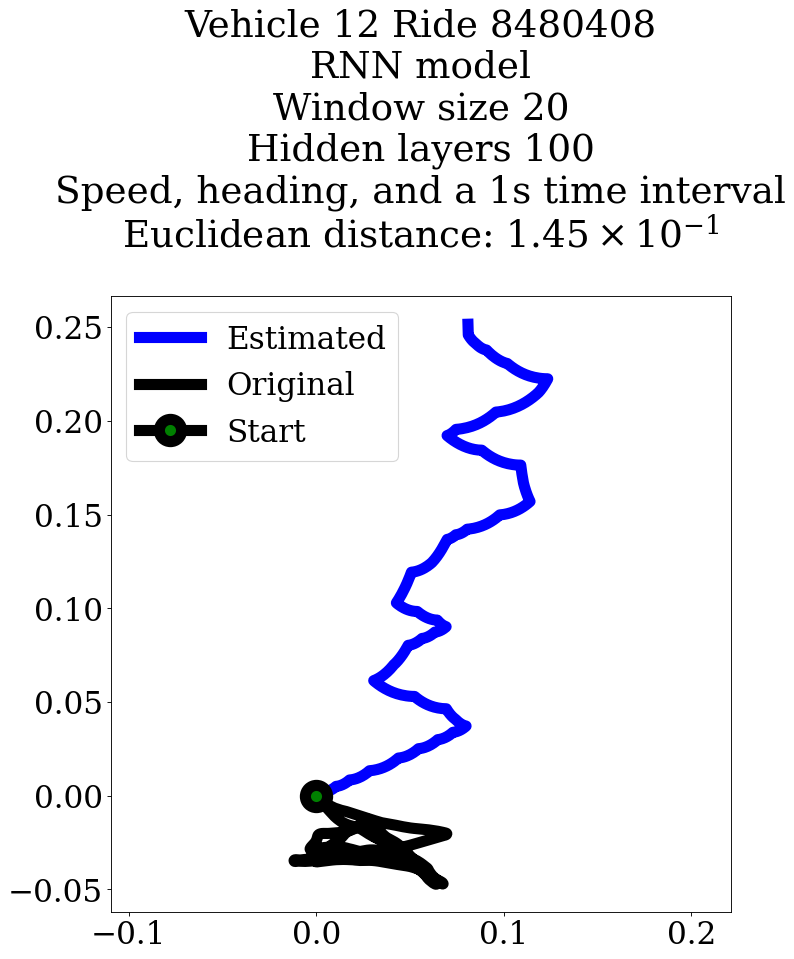 Vehicle 12 Ride 8480408
RNN model
Window size 20
Hidden layers 100
Speed, heading, and a 1s time interval
Euclidean distance: 1.45 × 10⁻¹
Estimated
Original
Start
0.25
0.20
0.15
0.10
0.05
0.00
−0.05
−0.1
0.0
0.1
0.2